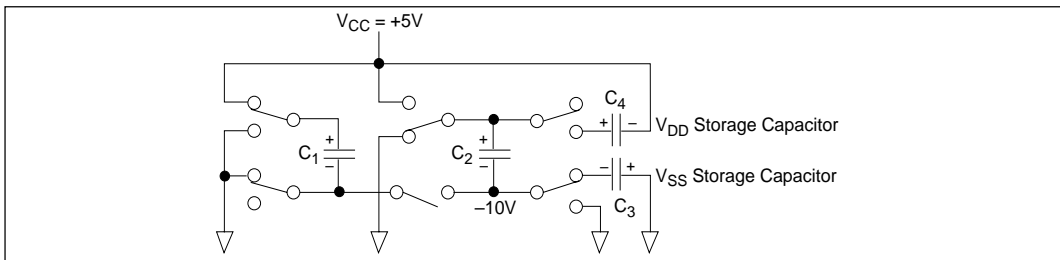 V_CC = +5V
C_4
+ −
V_DD Storage Capacitor
+
C_1
−
+
C_2
−
− +
V_SS Storage Capacitor
C_3
−10V